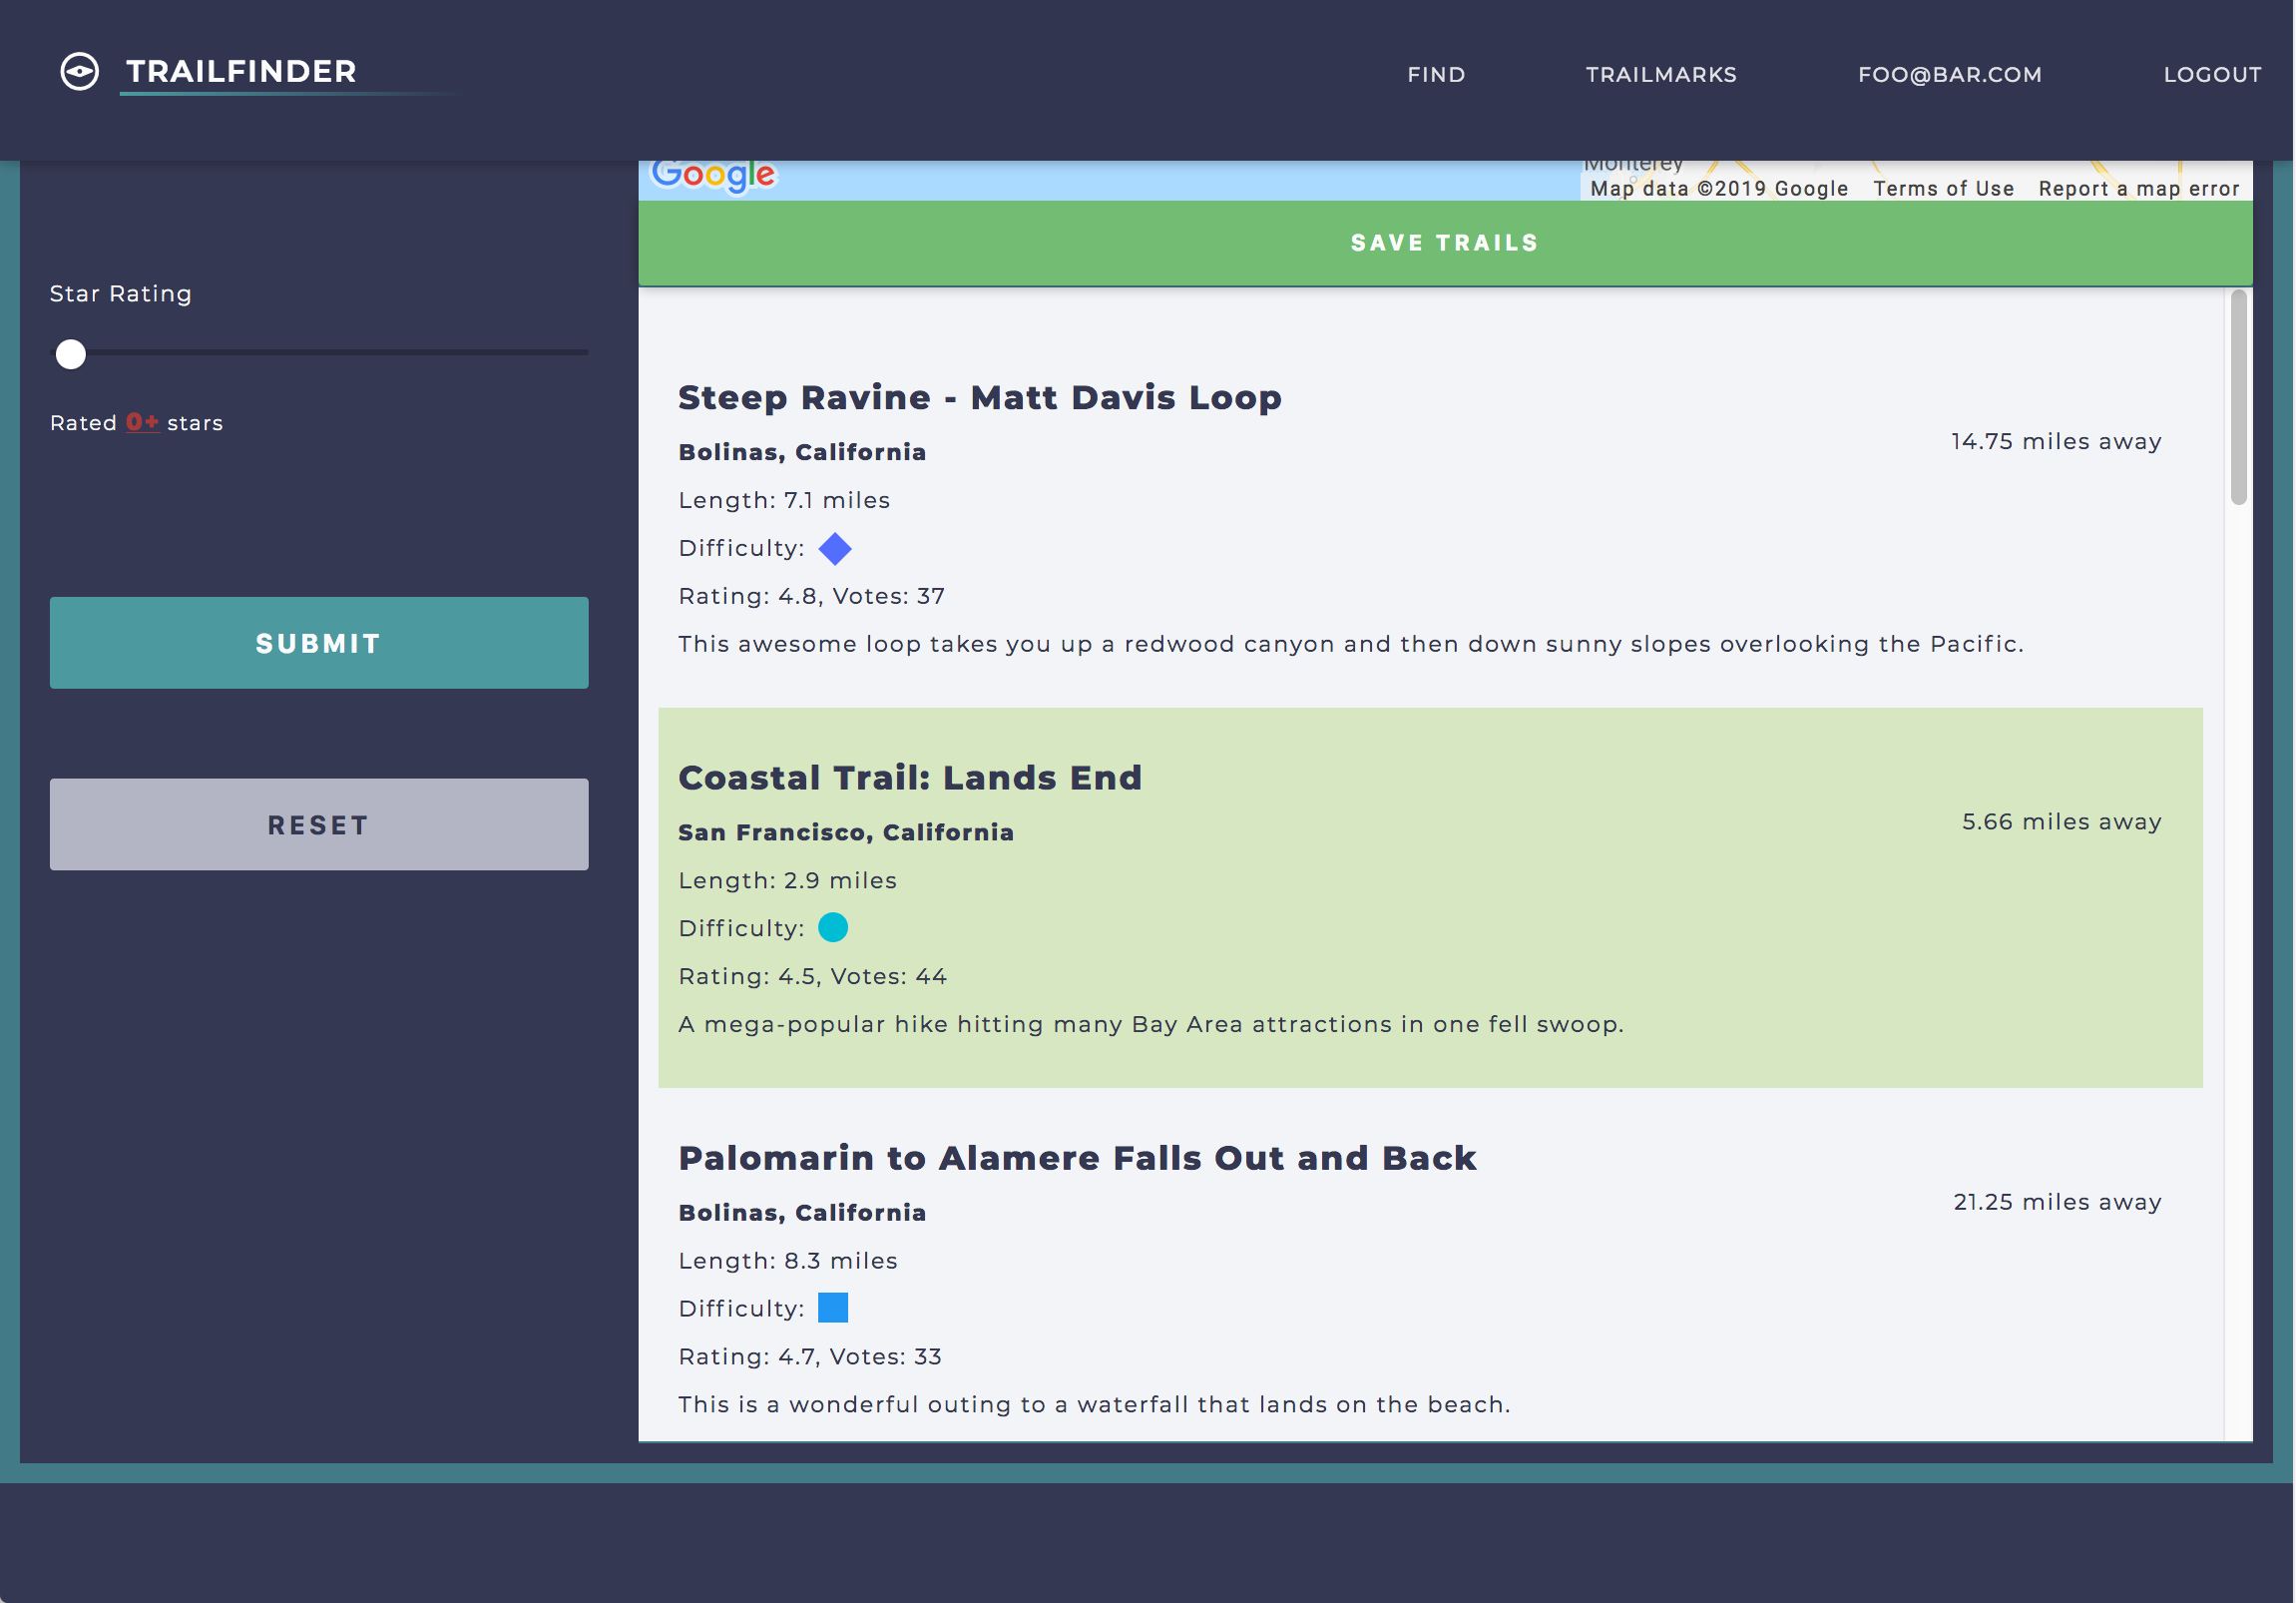 TRAILFINDER
FIND TRAILMARKS FOO@BAR.COM LOGOUT
Google
Monterey
Map data ©2019 Google Terms of Use Report a map error
SAVE TRAILS
Star Rating
Rated 0+ stars
SUBMIT
RESET
Steep Ravine - Matt Davis Loop
Bolinas, California
14.75 miles away
Length: 7.1 miles
Difficulty:
Rating: 4.8, Votes: 37
This awesome loop takes you up a redwood canyon and then down sunny slopes overlooking the Pacific.
Coastal Trail: Lands End
San Francisco, California
5.66 miles away
Length: 2.9 miles
Difficulty:
Rating: 4.5, Votes: 44
A mega-popular hike hitting many Bay Area attractions in one fell swoop.
Palomarin to Alamere Falls Out and Back
Bolinas, California
21.25 miles away
Length: 8.3 miles
Difficulty:
Rating: 4.7, Votes: 33
This is a wonderful outing to a waterfall that lands on the beach.